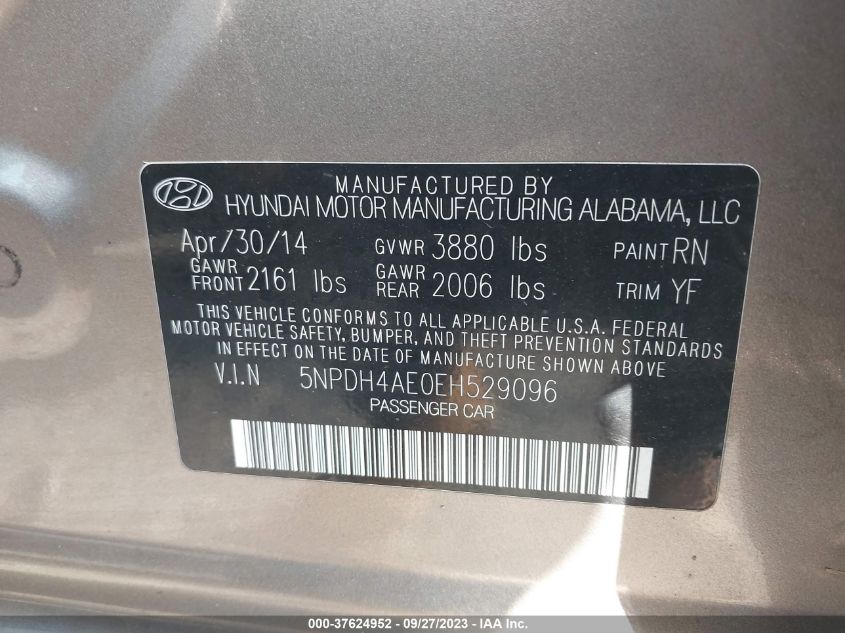 MANUFACTURED BY
HYUNDAI MOTOR MANUFACTURING ALABAMA, LLC
Apr/30/14 GVWR 3880 lbs PAINT RN
GAWR FRONT 2161 lbs GAWR REAR 2006 lbs TRIM YF
THIS VEHICLE CONFORMS TO ALL APPLICABLE U.S.A. FEDERAL
MOTOR VEHICLE SAFETY, BUMPER, AND THEFT PREVENTION STANDARDS
IN EFFECT ON THE DATE OF MANUFACTURE SHOWN ABOVE
V.I.N 5NPDH4AE0EH529096
PASSENGER CAR
000-37624952 - 09/27/2023 - © IAA Inc.